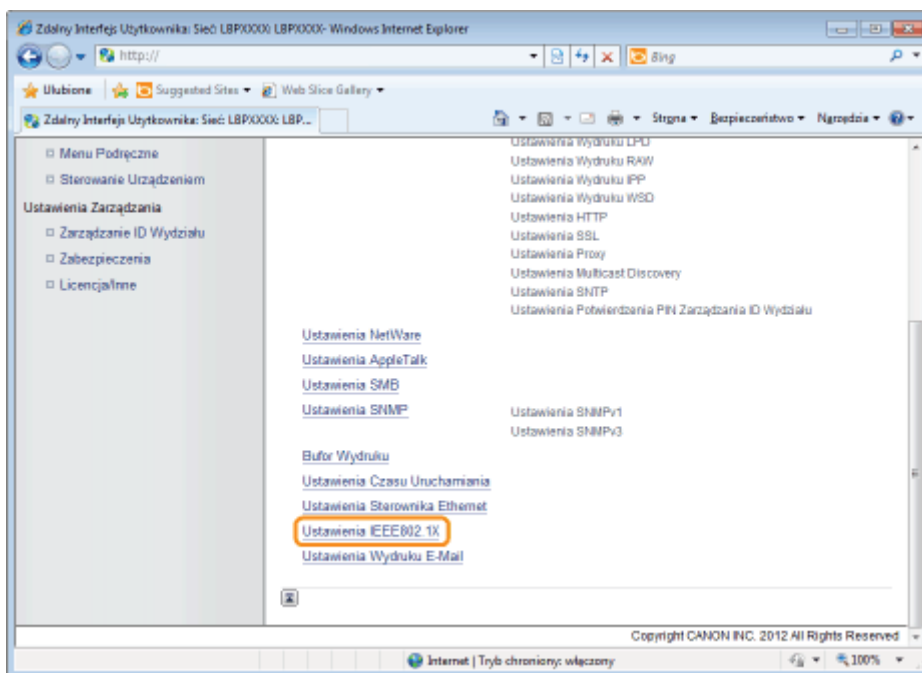 Zdalny Interfejs Użytkownika: Sieć: LBPXXXX: LBPXXXX- Windows Internet Explorer
http://
Bing
Ulubione
Suggested Sites
Web Slice Gallery
Zdalny Interfejs Użytkownika: Sieć: LBPXXXX: LBP...
Strona
Bezpieczeństwo
Narzędzia
Menu Podręczne
Sterowanie Urządzeniem
Ustawienia Zarządzania
Zarządzanie ID Wydziału
Zabezpieczenia
Licencja/Inne
Ustawienia Wydruku LPD
Ustawienia Wydruku RAW
Ustawienia Wydruku IPP
Ustawienia Wydruku WSD
Ustawienia HTTP
Ustawienia SSL
Ustawienia Proxy
Ustawienia Multicast Discovery
Ustawienia SNTP
Ustawienia Potwierdzania PIN Zarządzania ID Wydziału
Ustawienia NetWare
Ustawienia AppleTalk
Ustawienia SMB
Ustawienia SNMP
Ustawienia SNMPv1
Ustawienia SNMPv3
Bufor Wydruku
Ustawienia Czasu Uruchamiania
Ustawienia Sterownika Ethernet
Ustawienia IEEE802.1X
Ustawienia Wydruku E-Mail
Copyright CANON INC. 2012 All Rights Reserved
Internet | Tryb chroniony: włączony
100%